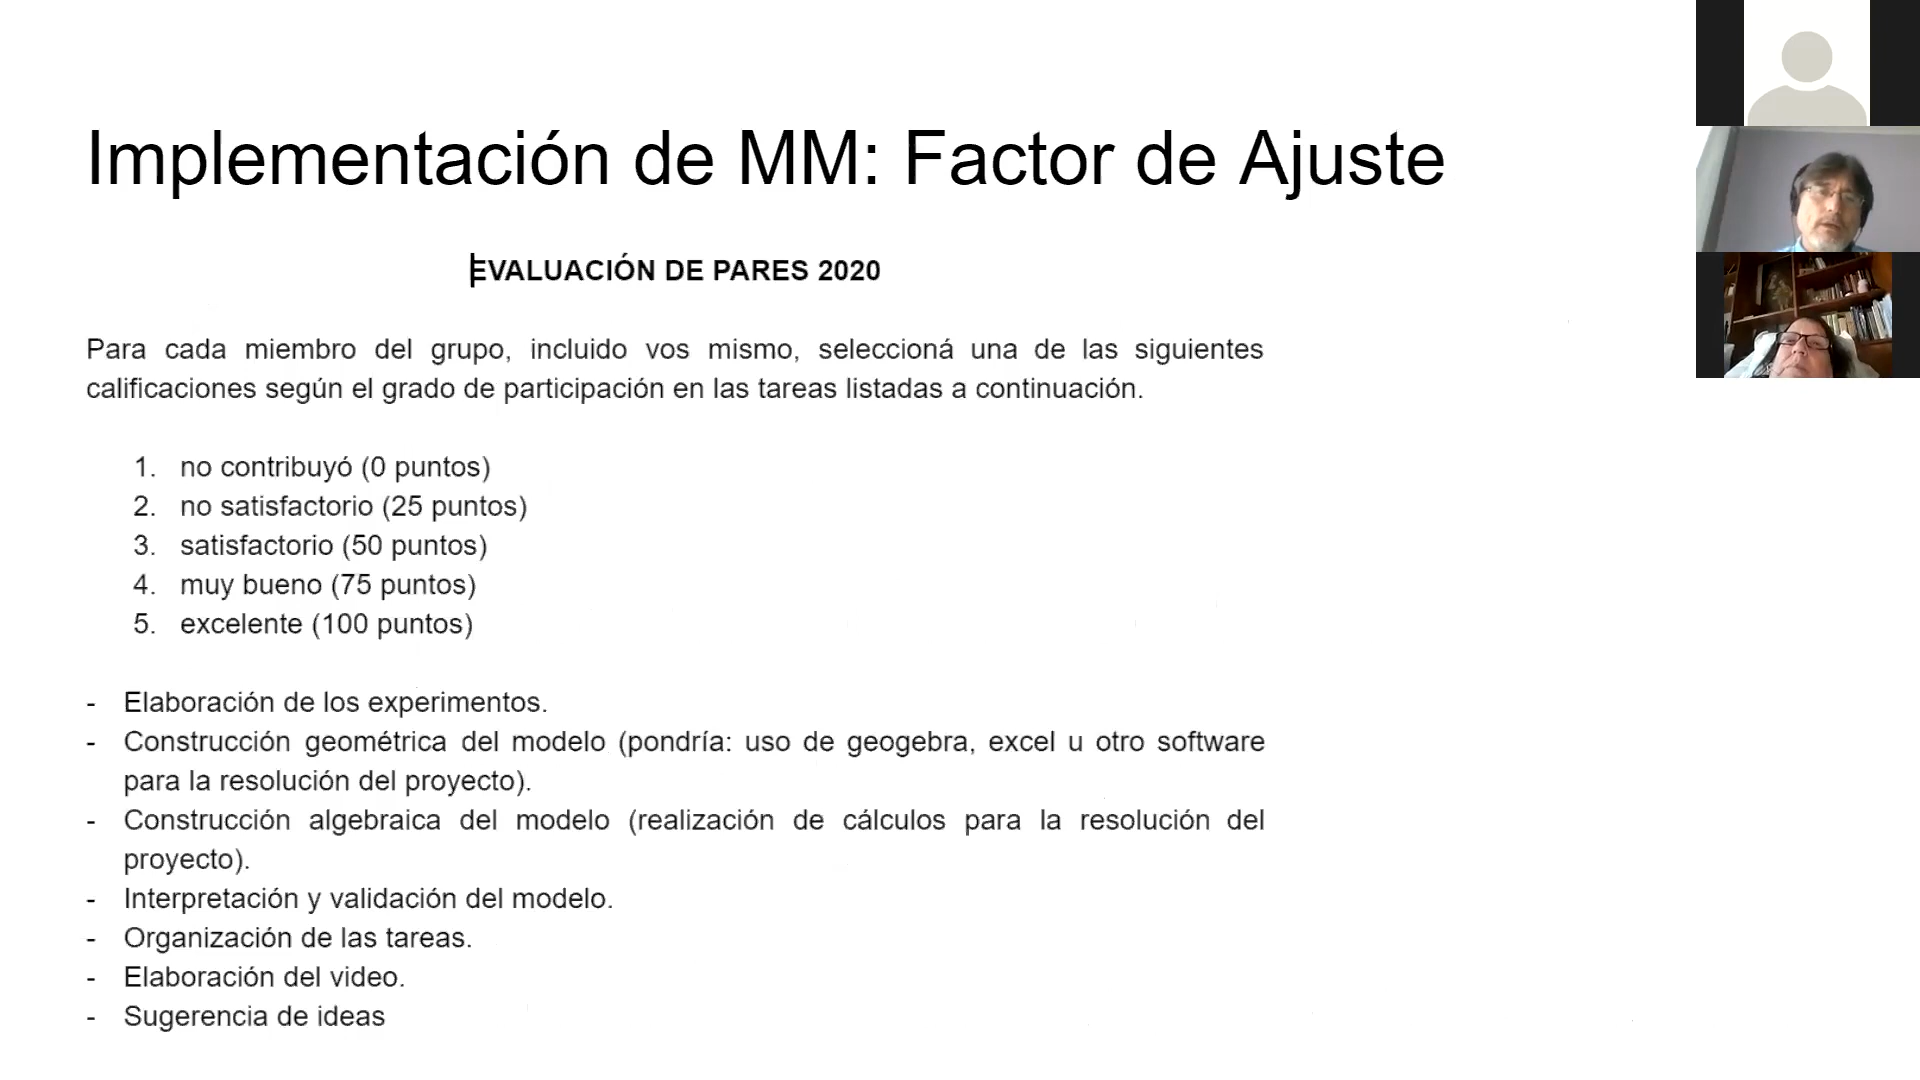 Implementación de MM: Factor de Ajuste
EVALUACIÓN DE PARES 2020
Para cada miembro del grupo, incluido vos mismo, seleccioná una de las siguientes
calificaciones según el grado de participación en las tareas listadas a continuación.
1. no contribuyó (0 puntos)
2. no satisfactorio (25 puntos)
3. satisfactorio (50 puntos)
4. muy bueno (75 puntos)
5. excelente (100 puntos)
- Elaboración de los experimentos.
- Construcción geométrica del modelo (pondría: uso de geogebra, excel u otro software
para la resolución del proyecto).
- Construcción algebraica del modelo (realización de cálculos para la resolución del
proyecto).
- Interpretación y validación del modelo.
- Organización de las tareas.
- Elaboración del video.
- Sugerencia de ideas